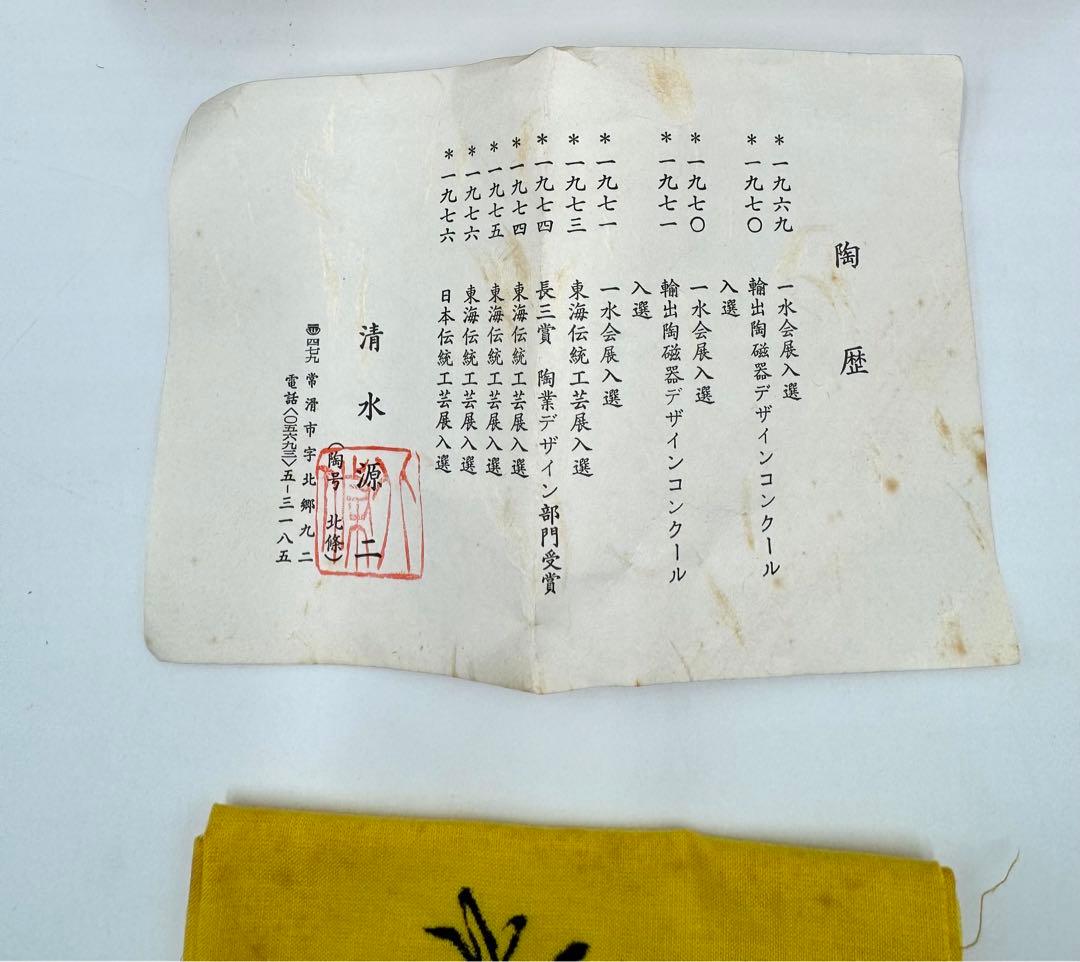 陶歴
＊一九六九 一水会展入選
＊一九七〇 輸出陶磁器デザインコンクール
入選
＊一九七〇 一水会展入選
＊一九七一 輸出陶磁器デザインコンクール
入選
＊一九七一 一水会展入選
＊一九七三 東海伝統工芸展入選
＊一九七四 長三賞 陶業デザイン部門受賞
＊一九七四 東海伝統工芸展入選
＊一九七五 東海伝統工芸展入選
＊一九七六 東海伝統工芸展入選
＊一九七六 日本伝統工芸展入選
清水源二
（陶号 北條）
四七九 常滑市字北郷九二
電話〈〇五六九三〉五－三一八五